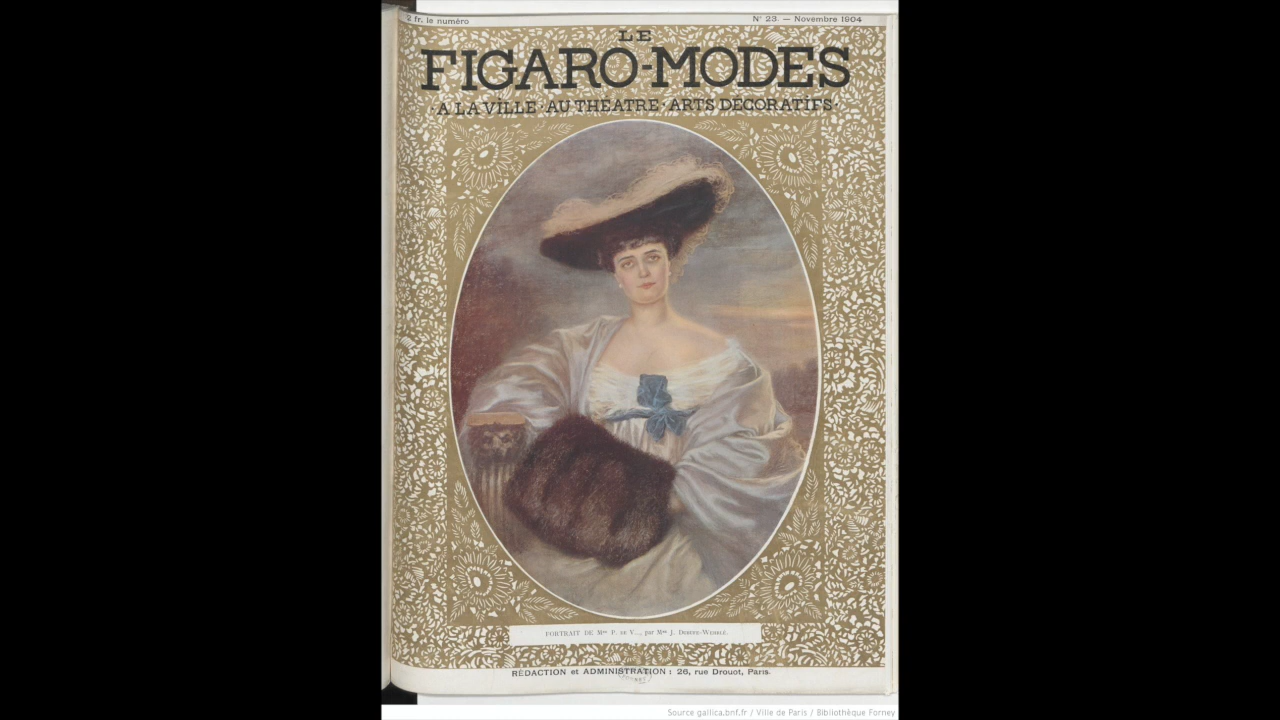 2 fr. le numéro
N° 23. — Novembre 1904
LE
FIGARO-MODES
·A LA VILLE·AU THÉATRE·ARTS DÉCORATIFS·
PORTRAIT DE Mme P. DE V..., par Mme J.
RÉDACTION et ADMINISTRATION : 26, rue Drouot, Paris.
Source gallica.bnf.fr / Ville de Paris / Bibliothèque Forney